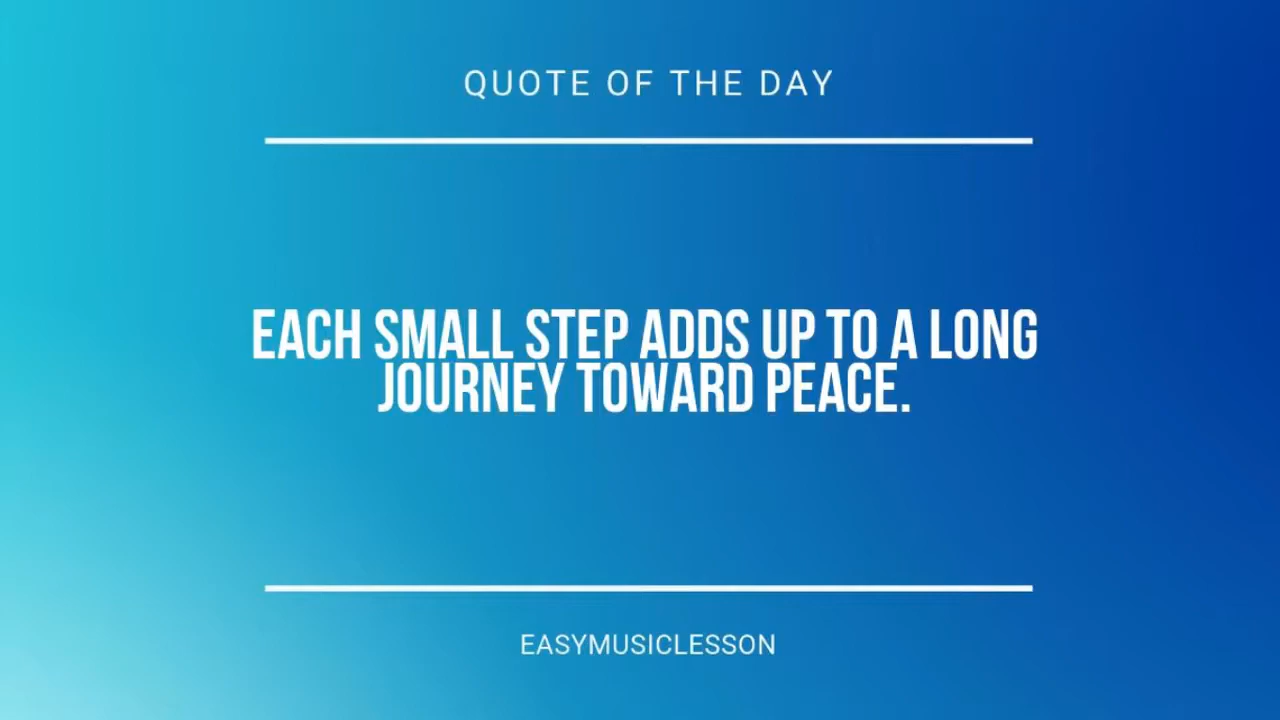 QUOTE OF THE DAY
EACH SMALL STEP ADDS UP TO A LONG
JOURNEY TOWARD PEACE.
EASYMUSICLESSON